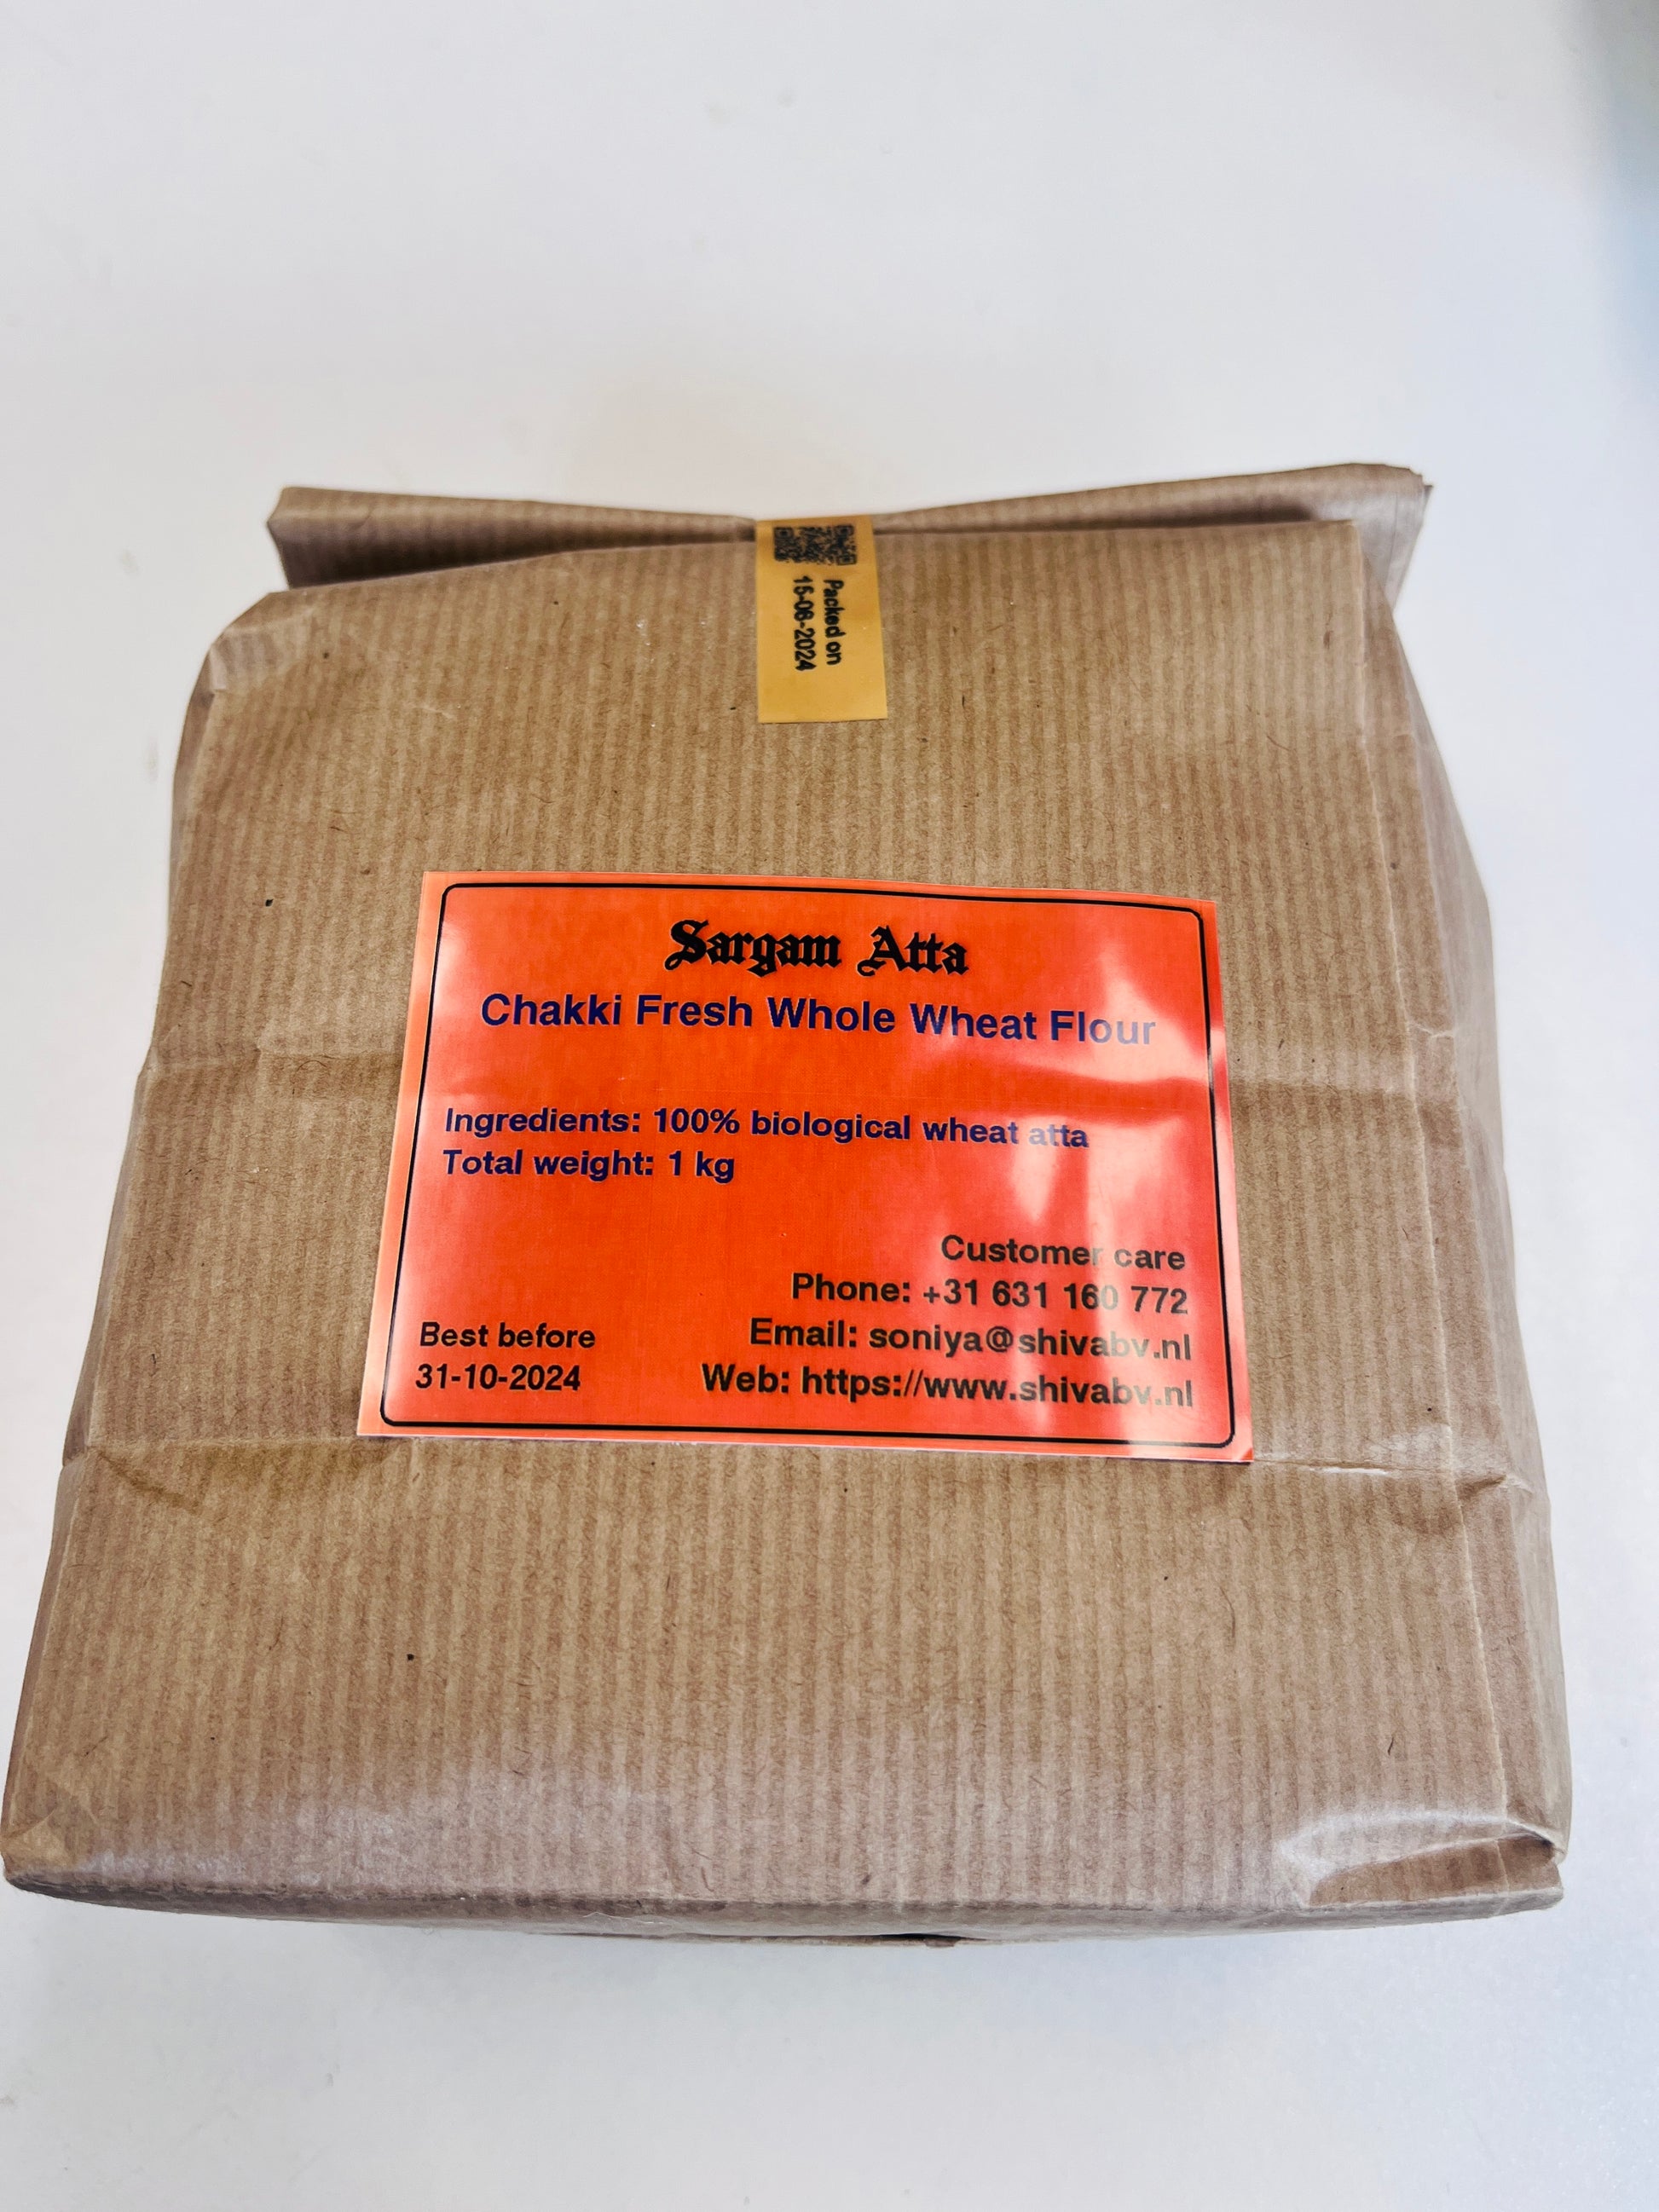 Packed on
15-08-2024
Sargam Atta
Chakki Fresh Whole Wheat Flour
Ingredients: 100% biological wheat atta
Total weight: 1 kg
Customer care
Phone: +31 631 160 772
Email: soniya@shivabv.nl
Web: https://www.shivabv.nl
Best before
31-10-2024